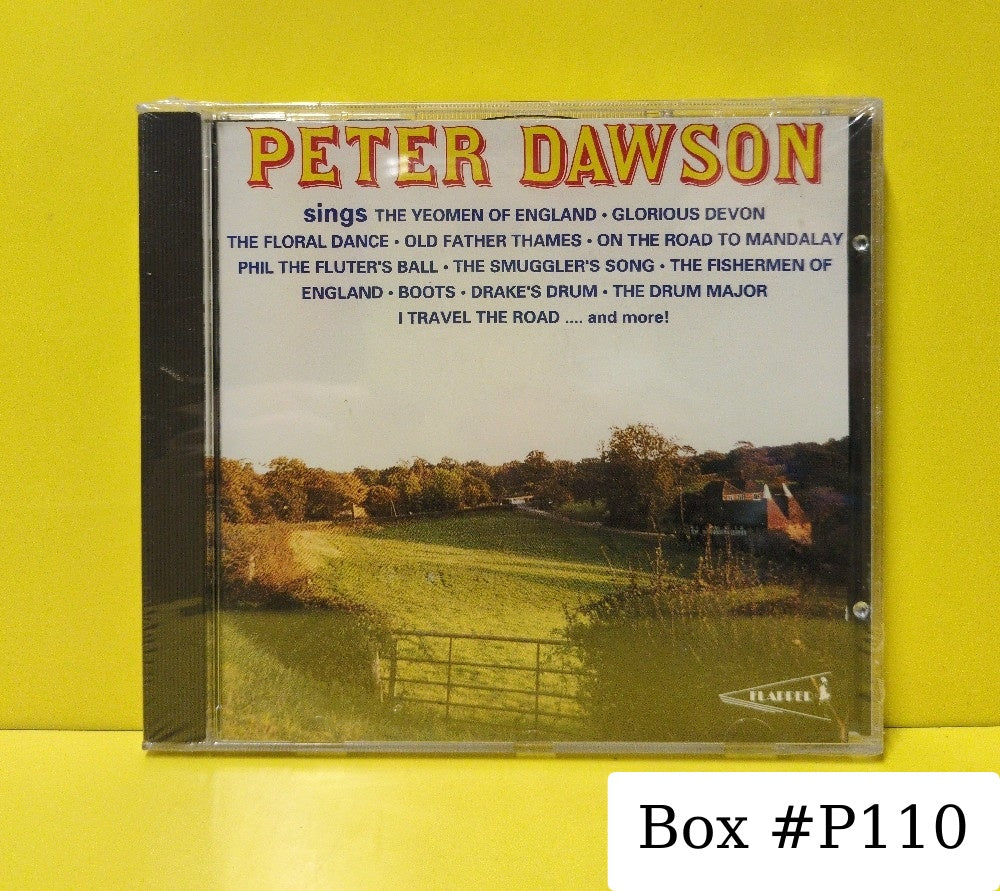 PETER DAWSON
sings THE YEOMEN OF ENGLAND • GLORIOUS DEVON
THE FLORAL DANCE • OLD FATHER THAMES • ON THE ROAD TO MANDALAY
PHIL THE FLUTER'S BALL • THE SMUGGLER'S SONG • THE FISHERMEN OF
ENGLAND • BOOTS • DRAKE'S DRUM • THE DRUM MAJOR
I TRAVEL THE ROAD .... and more!
FLAPPER
Box #P110